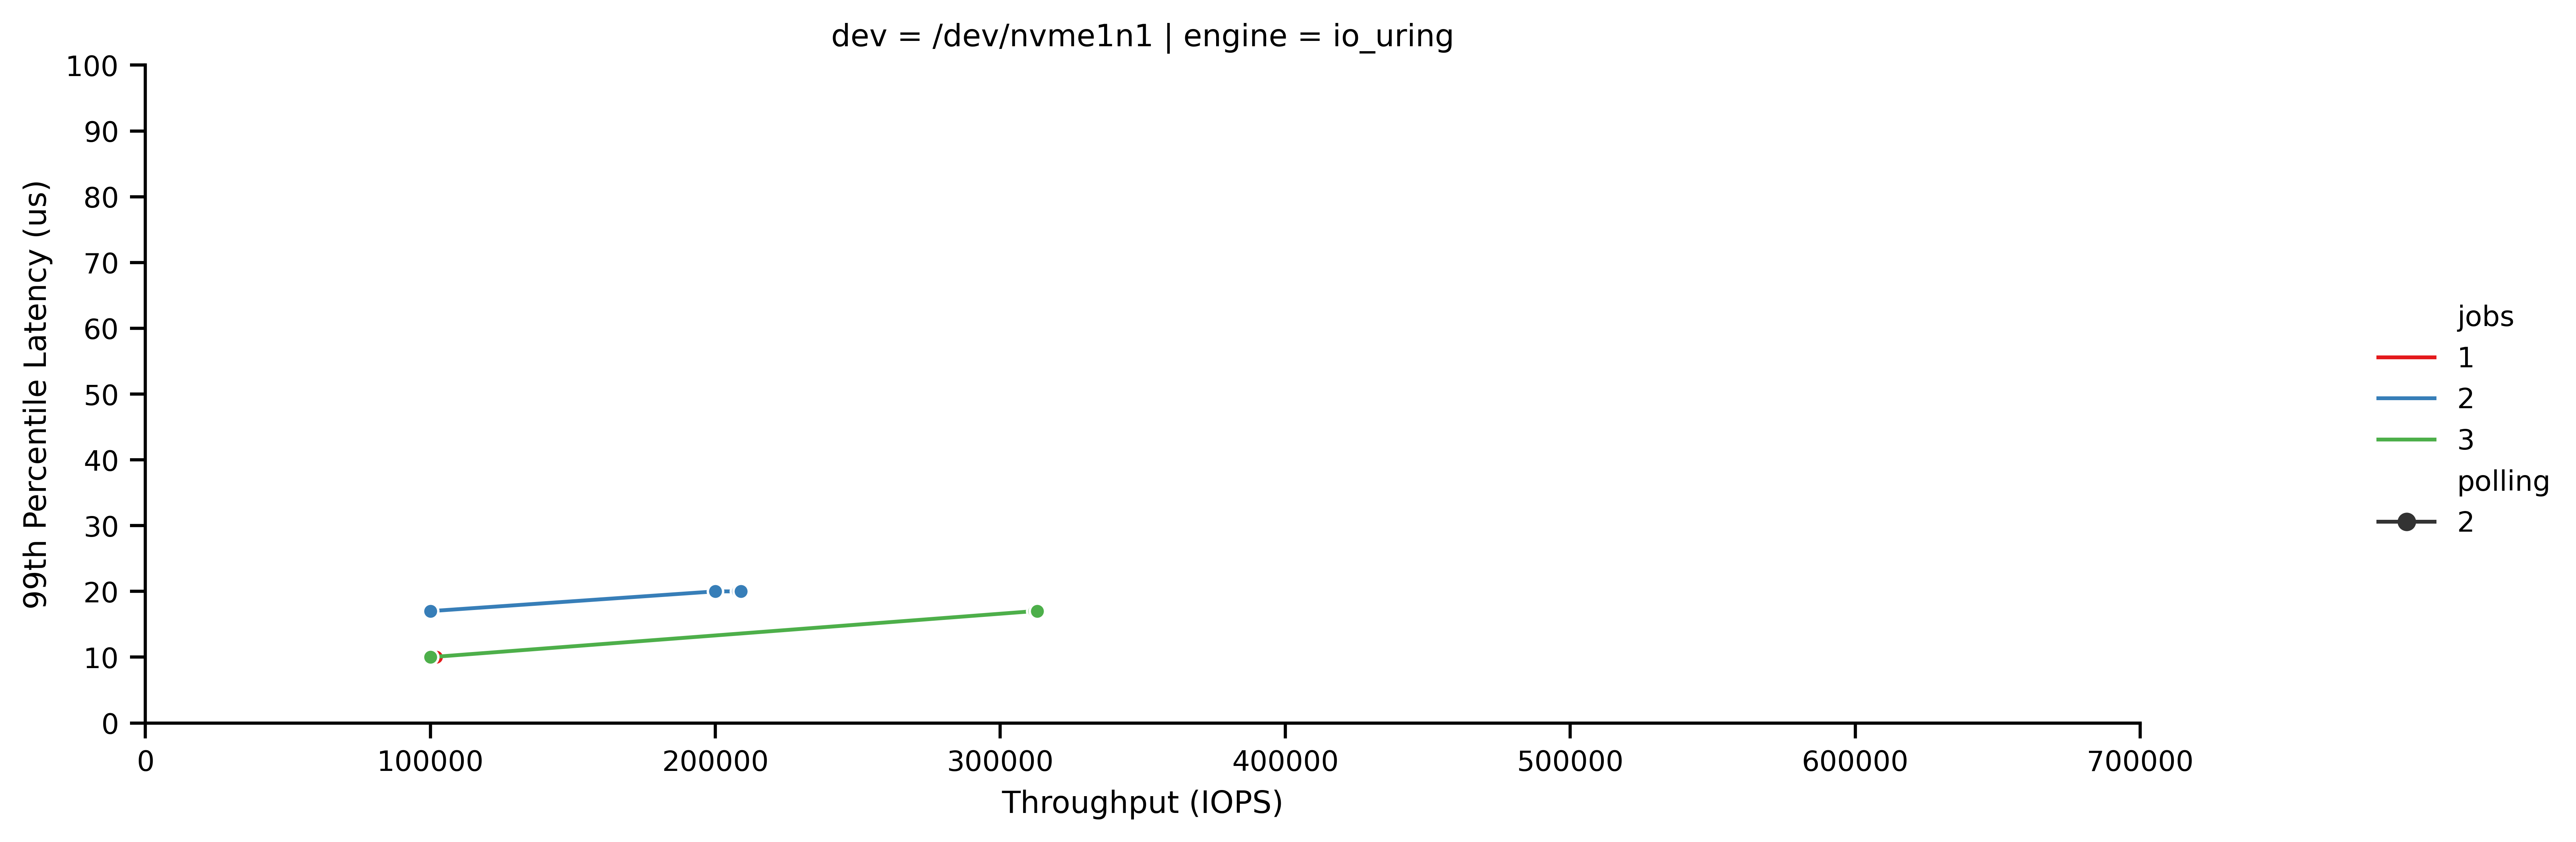 dev = /dev/nvme1n1 | engine = io_uring
99th Percentile Latency (us)
100
90
80
70
60
50
40
30
20
10
0
0 100000 200000 300000 400000 500000 600000 700000
Throughput (IOPS)
jobs
1
2
3
polling
2